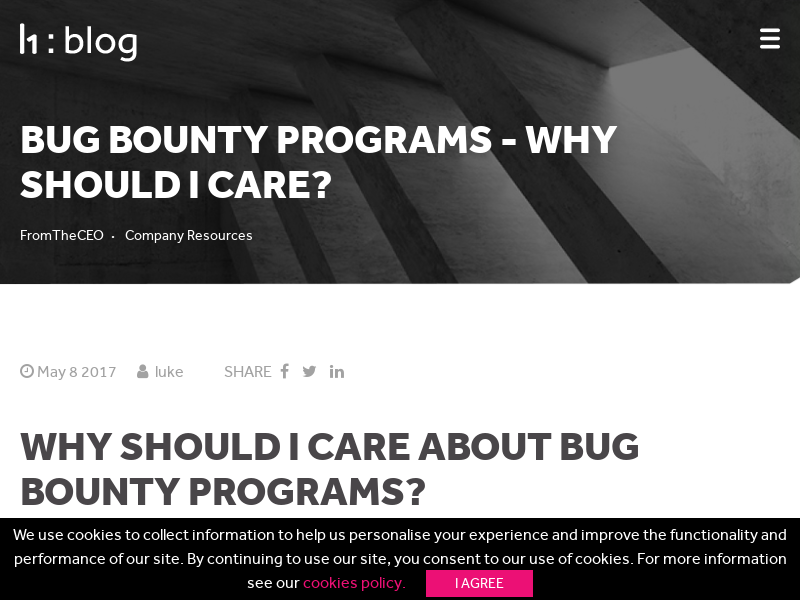 h1 : blog
BUG BOUNTY PROGRAMS - WHY
SHOULD I CARE?
FromTheCEO · Company Resources
May 8 2017 luke SHARE
WHY SHOULD I CARE ABOUT BUG
BOUNTY PROGRAMS?
We use cookies to collect information to help us personalise your experience and improve the functionality and
performance of our site. By continuing to use our site, you consent to our use of cookies. For more information
see our cookies policy. I AGREE